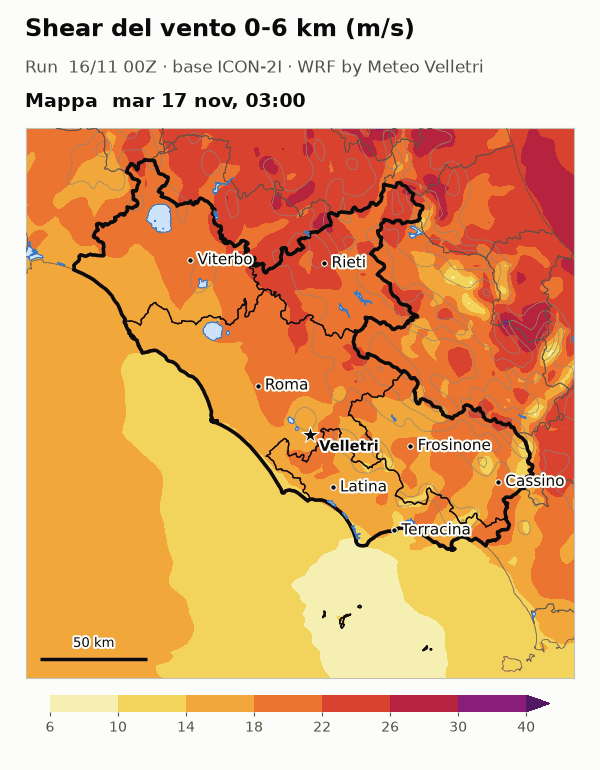 Shear del vento 0-6 km (m/s)
Run  16/11 00Z · base ICON-2I · WRF by Meteo Velletri
Mappa  mar 17 nov, 03:00
Viterbo
Rieti
Roma
Velletri
Frosinone
Cassino
Latina
Terracina
50 km
6 10 14 18 22 26 30 40